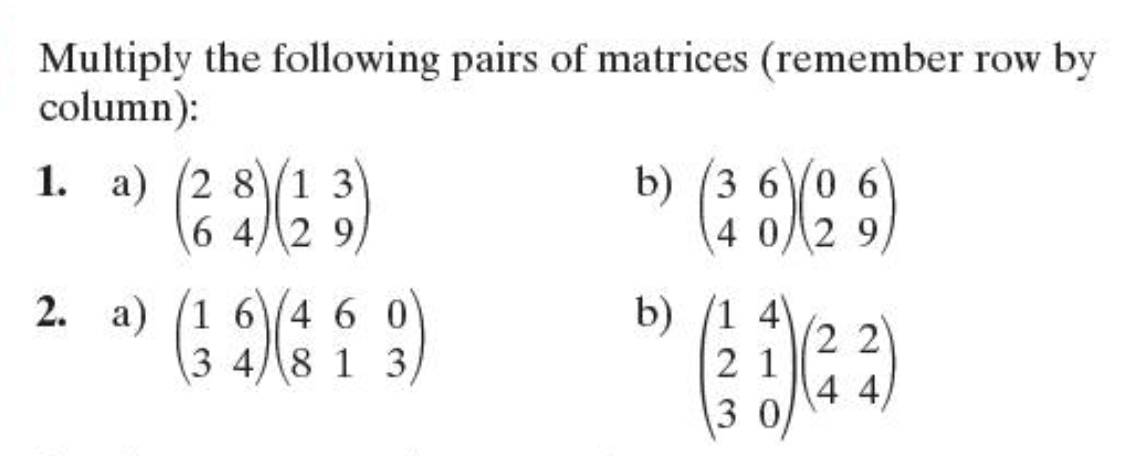 Multiply the following pairs of matrices (remember row by
column):
1. a) (2 8)(1 3) b) (3 6)(0 6)
(6 4)(2 9) (4 0)(2 9)
2. a) (1 6)(4 6 0) b) (1 4)
(3 4)(8 1 3) (2 1)(2 2)
(3 0)(4 4)